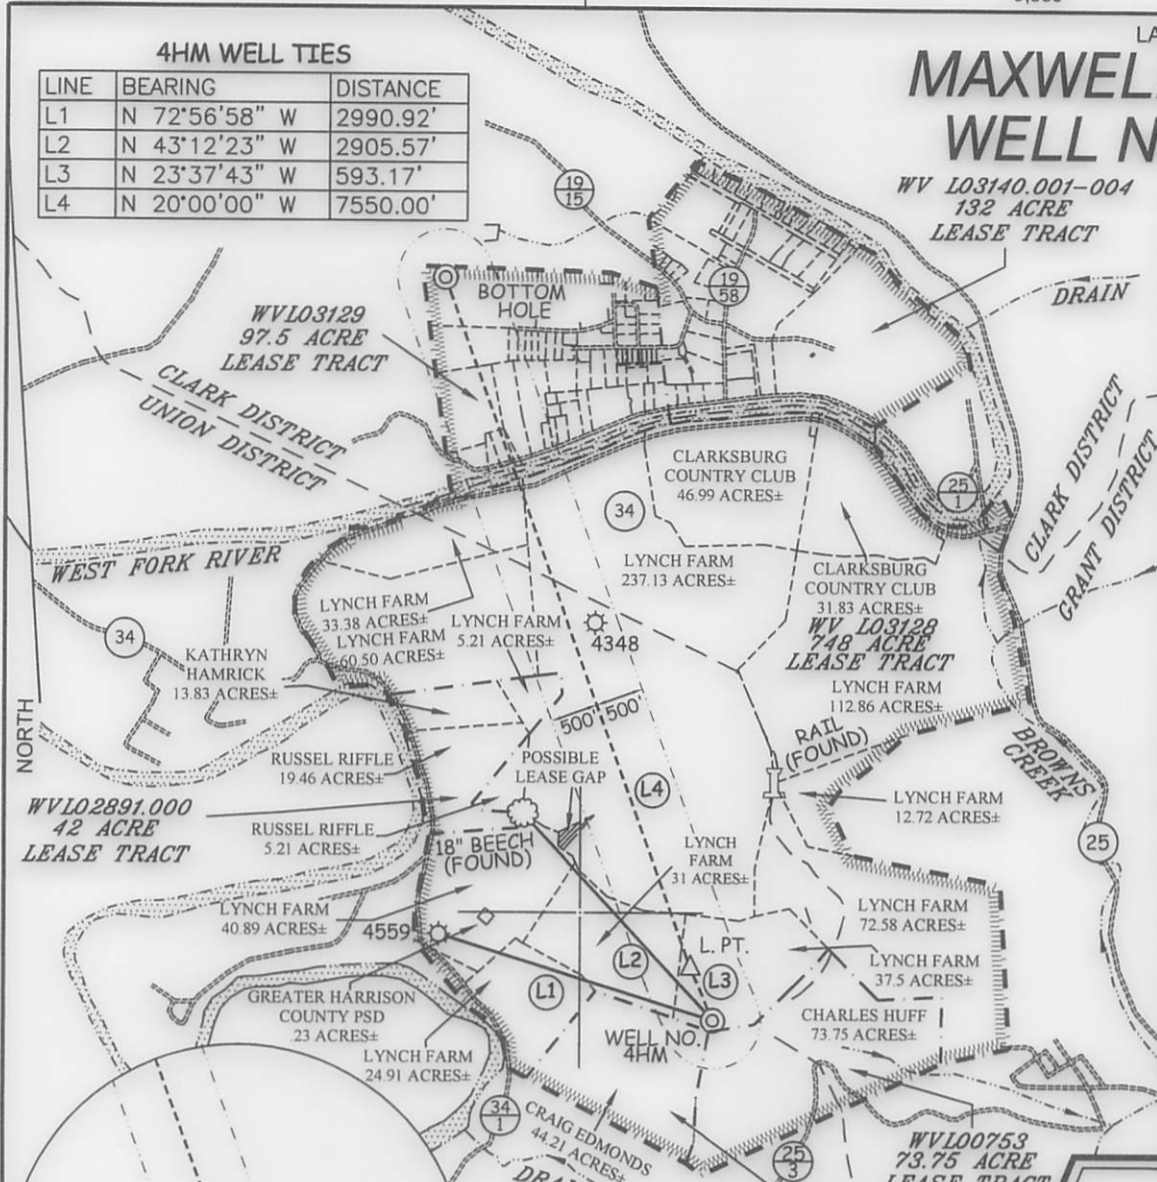 4HM WELL TIES
LINE BEARING DISTANCE
L1 N 72°56'58" W 2990.92'
L2 N 43°12'23" W 2905.57'
L3 N 23°37'43" W 593.17'
L4 N 20°00'00" W 7550.00'
MAXWEL
WELL N
WV L03140.001-004
132 ACRE
LEASE TRACT
19
15
19
58
DRAIN
BOTTOM
HOLE
WVL03129
97.5 ACRE
LEASE TRACT
CLARK DISTRICT
UNION DISTRICT
CLARKSBURG
COUNTRY CLUB
46.99 ACRES±
25
1
CLARK DISTRICT
GRANT DISTRICT
34
WEST FORK RIVER
LYNCH FARM
237.13 ACRES±
CLARKSBURG
COUNTRY CLUB
31.83 ACRES±
WV L03128
748 ACRE
LEASE TRACT
LYNCH FARM
112.86 ACRES±
LYNCH FARM
33.38 ACRES±
LYNCH FARM
60.50 ACRES±
LYNCH FARM
5.21 ACRES±
4348
34
KATHRYN
HAMRICK
13.83 ACRES±
NORTH
500' 500'
RAIL
(FOUND)
BROWNS
CREEK
RUSSEL RIFFLE
19.46 ACRES±
POSSIBLE
LEASE GAP
L4
WVL02891.000
42 ACRE
LEASE TRACT
LYNCH FARM
12.72 ACRES±
25
RUSSEL RIFFLE
5.21 ACRES±
18" BEECH
(FOUND)
LYNCH
FARM
31 ACRES±
LYNCH FARM
40.89 ACRES±
4559
LYNCH FARM
72.58 ACRES±
L. PT.
L1
L2
L3
LYNCH FARM
37.5 ACRES±
GREATER HARRISON
COUNTY PSD
.23 ACRES±
CHARLES HUFF
73.75 ACRES±
WELL NO.
4HM
LYNCH FARM
24.91 ACRES±
34
1
CRAIG EDMONDS
44.21 ACRES±
25
3
WVL00753
73.75 ACRE
LEASE TRACT